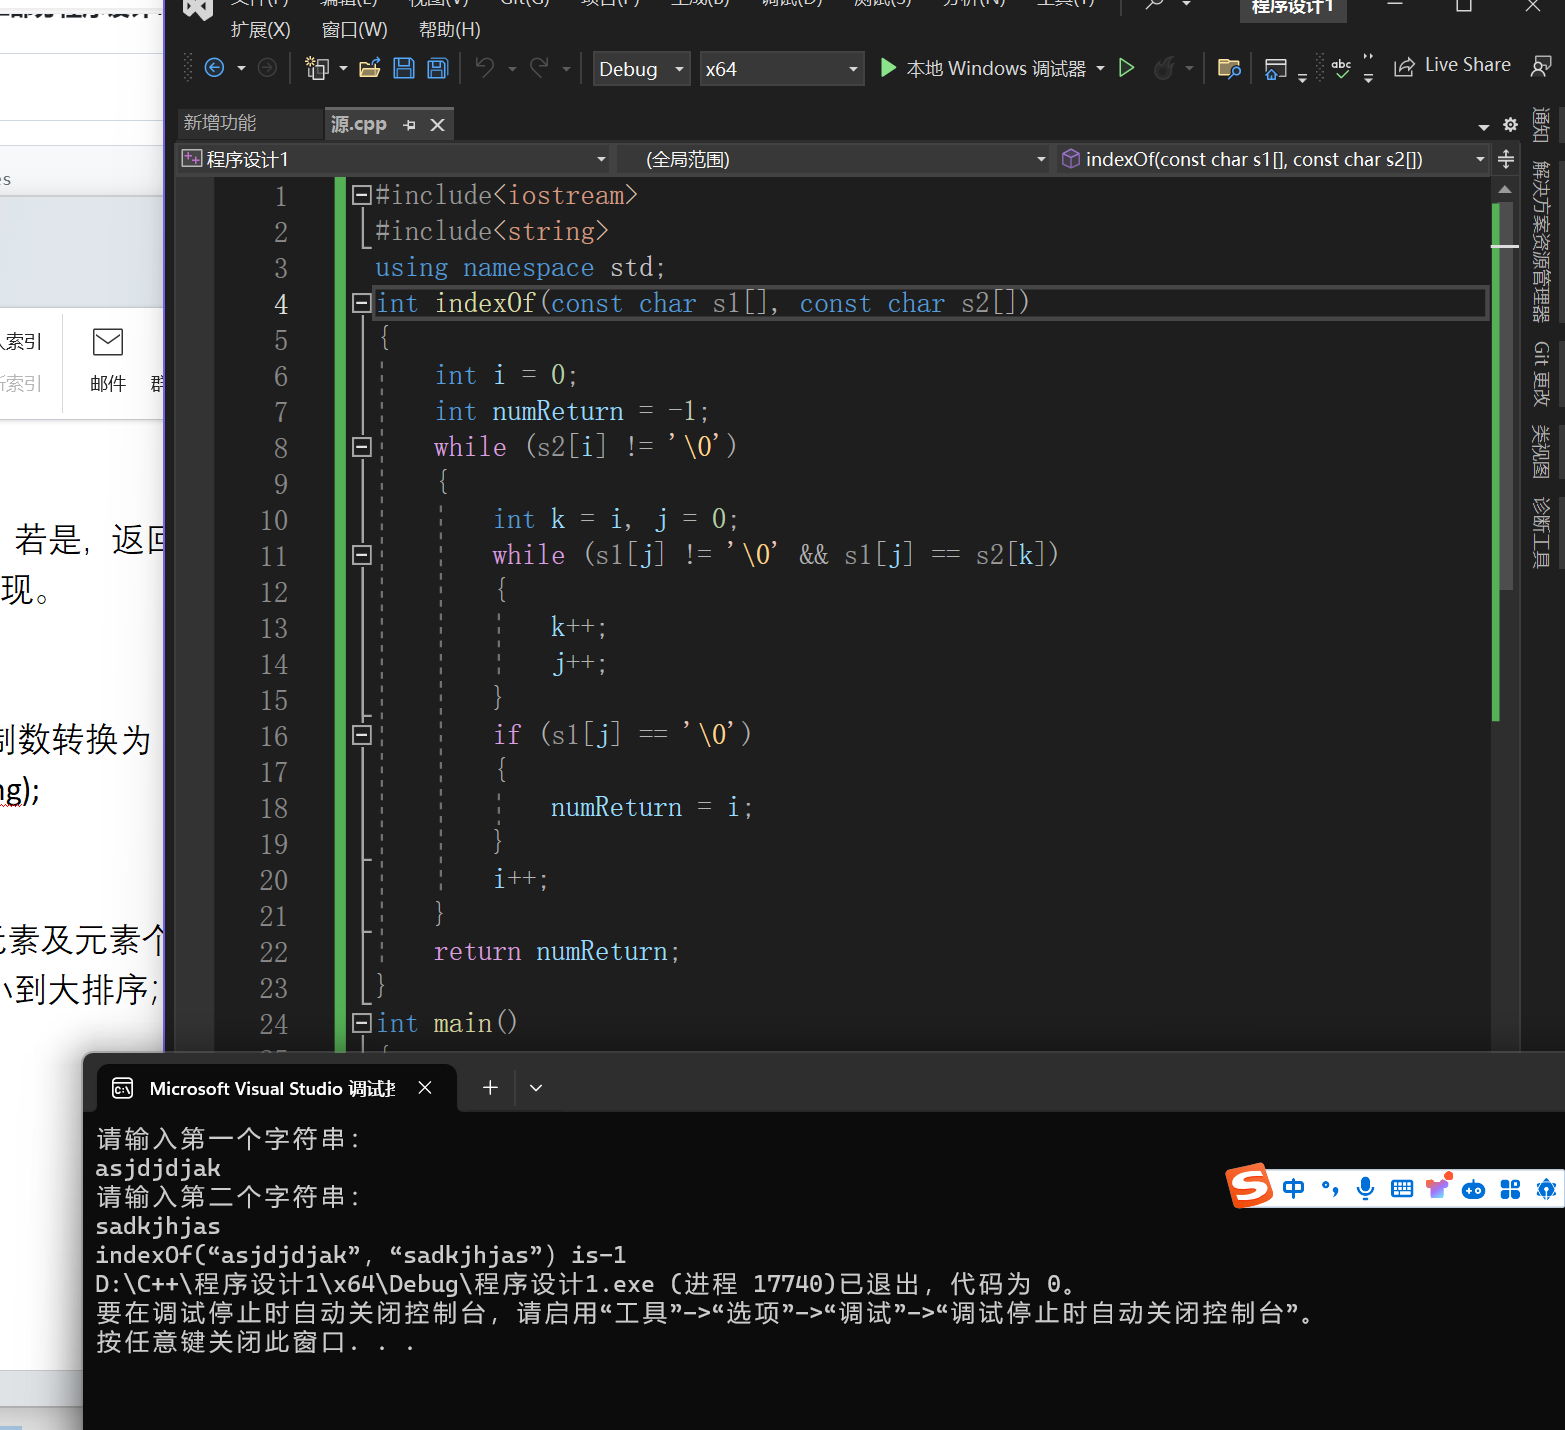 扩展(X) 窗口(W) 帮助(H)
程序设计1
Debug x64 本地 Windows 调试器 Live Share
新增功能 源.cpp
程序设计1 (全局范围) indexOf(const char s1[], const char s2[])
1 #include<iostream>
2 #include<string>
3 using namespace std;
4 int indexOf(const char s1[], const char s2[])
5 {
6 int i = 0;
7 int numReturn = -1;
8 while (s2[i] != '\0')
9 {
10 int k = i, j = 0;
11 while (s1[j] != '\0' && s1[j] == s2[k])
12 {
13 k++;
14 j++;
15 }
16 if (s1[j] == '\0')
17 {
18 numReturn = i;
19 }
20 i++;
21 }
22 return numReturn;
23 }
24 int main()
通知
解决方案资源管理器
Git 更改
类视图
诊断工具
索引
索引
邮件
若是，返回
现。
制数转换为
ng);
元素及元素个
小到大排序；
Microsoft Visual Studio 调试
请输入第一个字符串：
asjdjdjak
请输入第二个字符串：
sadkjhjas
indexOf(“asjdjdjak”，“sadkjhjas”) is-1
D:\C++\程序设计1\x64\Debug\程序设计1.exe (进程 17740)已退出，代码为 0。
要在调试停止时自动关闭控制台，请启用“工具”->“选项”->“调试”->“调试停止时自动关闭控制台”。
按任意键关闭此窗口. . .
中